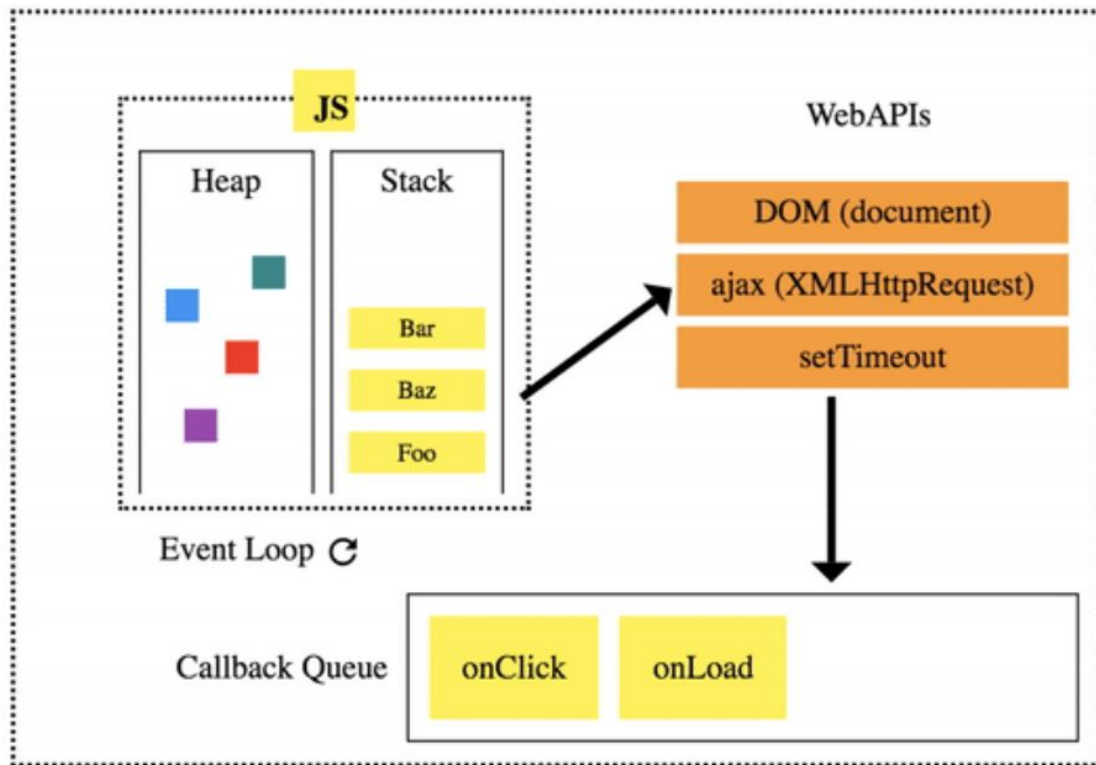 JS
WebAPIs
Heap
Stack
DOM (document)
ajax (XMLHttpRequest)
setTimeout
Bar
Baz
Foo
Event Loop
Callback Queue
onClick
onLoad